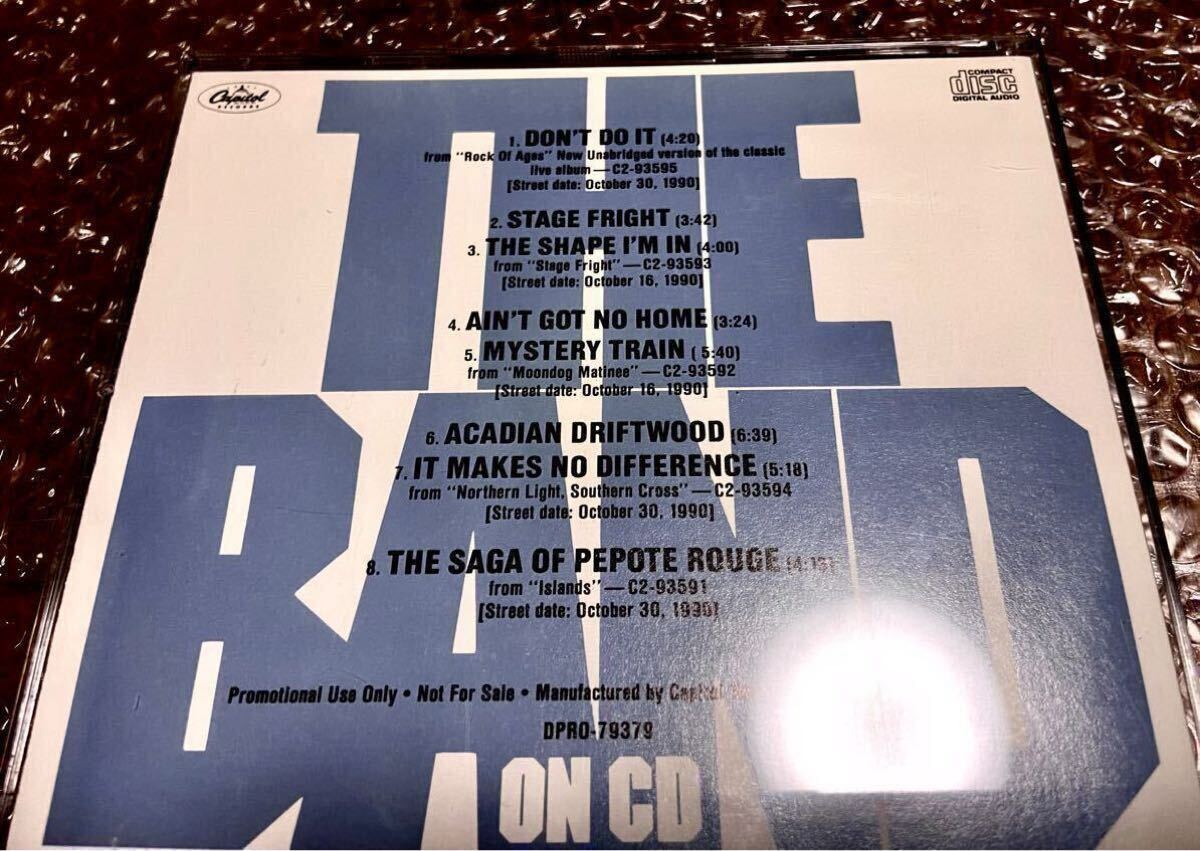 Capitol
RECORDS
COMPACT
disc
DIGITAL AUDIO
THE
1. DON'T DO IT (4:20)
from "Rock Of Ages" New Unabridged version of the classic
live album—C2-93595
[Street date: October 30, 1990]
2. STAGE FRIGHT (3:42)
3. THE SHAPE I'M IN (4:00)
from "Stage Fright"—C2-93593
[Street date: October 16, 1990]
4. AIN'T GOT NO HOME (3:24)
5. MYSTERY TRAIN ( 5:40)
from "Moondog Matinee"—C2-93592
[Street date: October 16, 1990]
BAND
6. ACADIAN DRIFTWOOD (6:39)
7. IT MAKES NO DIFFERENCE (5:18)
from "Northern Light, Southern Cross"—C2-93594
[Street date: October 30, 1990]
8. THE SAGA OF PEPOTE ROUGE
from "Islands"—C2-93591
[Street date: October 30, 1990]
Promotional Use Only • Not For Sale • Manufactured by Capitol
DPRO-79379
ON CD